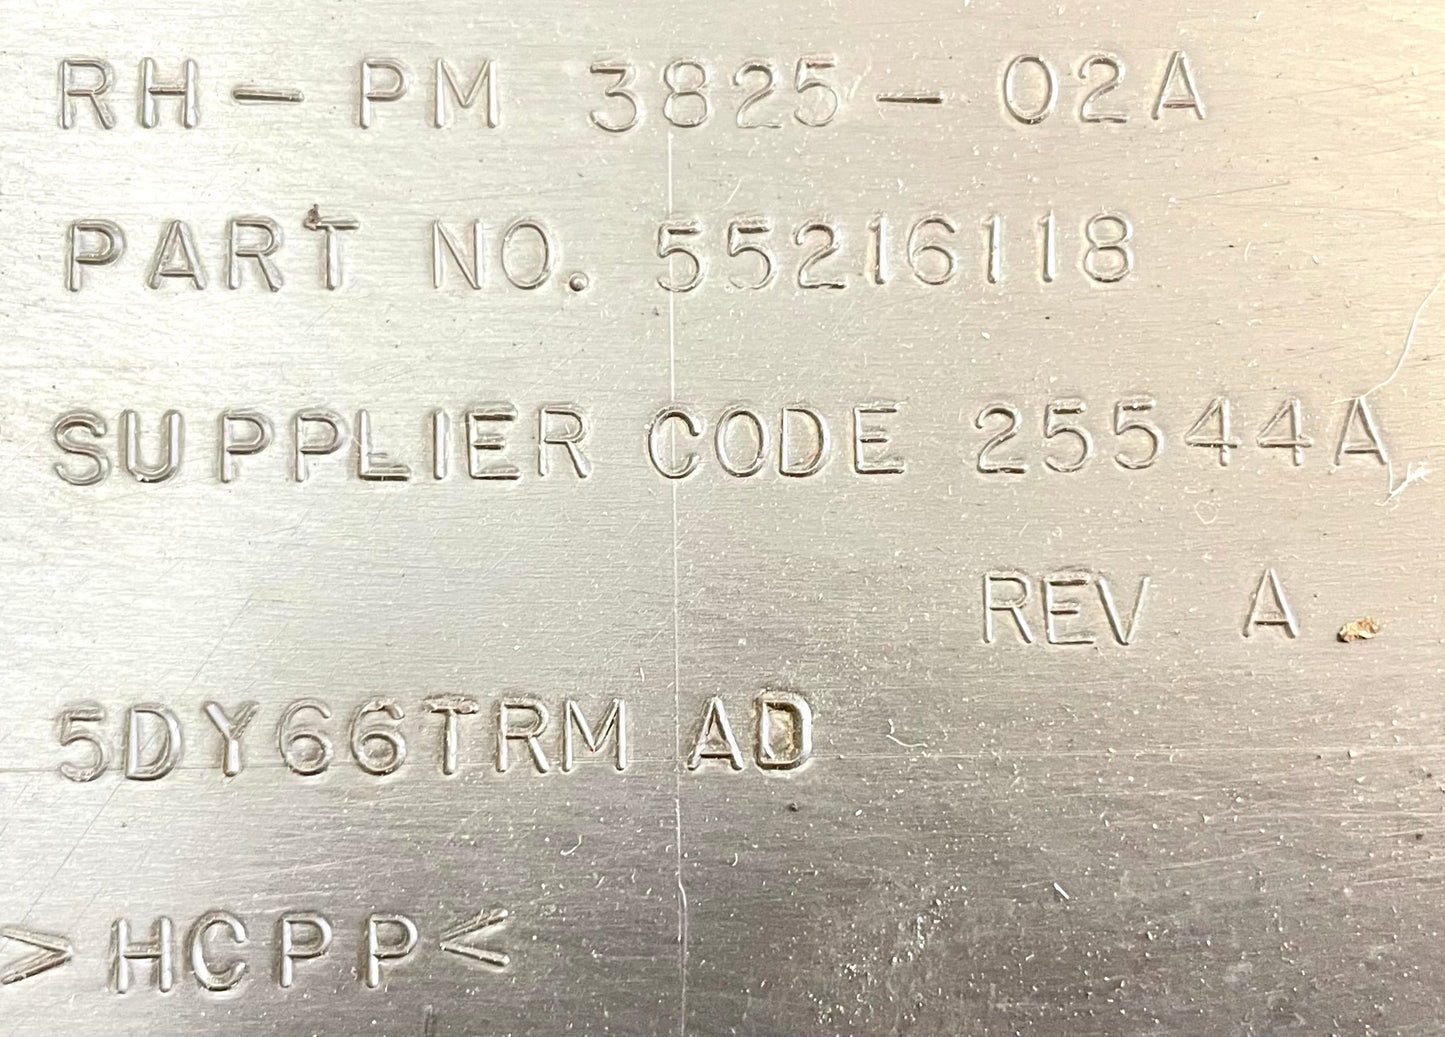 RH-PM 3825-02A
PART NO. 55216118
SUPPLIER CODE 25544A
REV A
5DY66TRM AD
>HCPP<